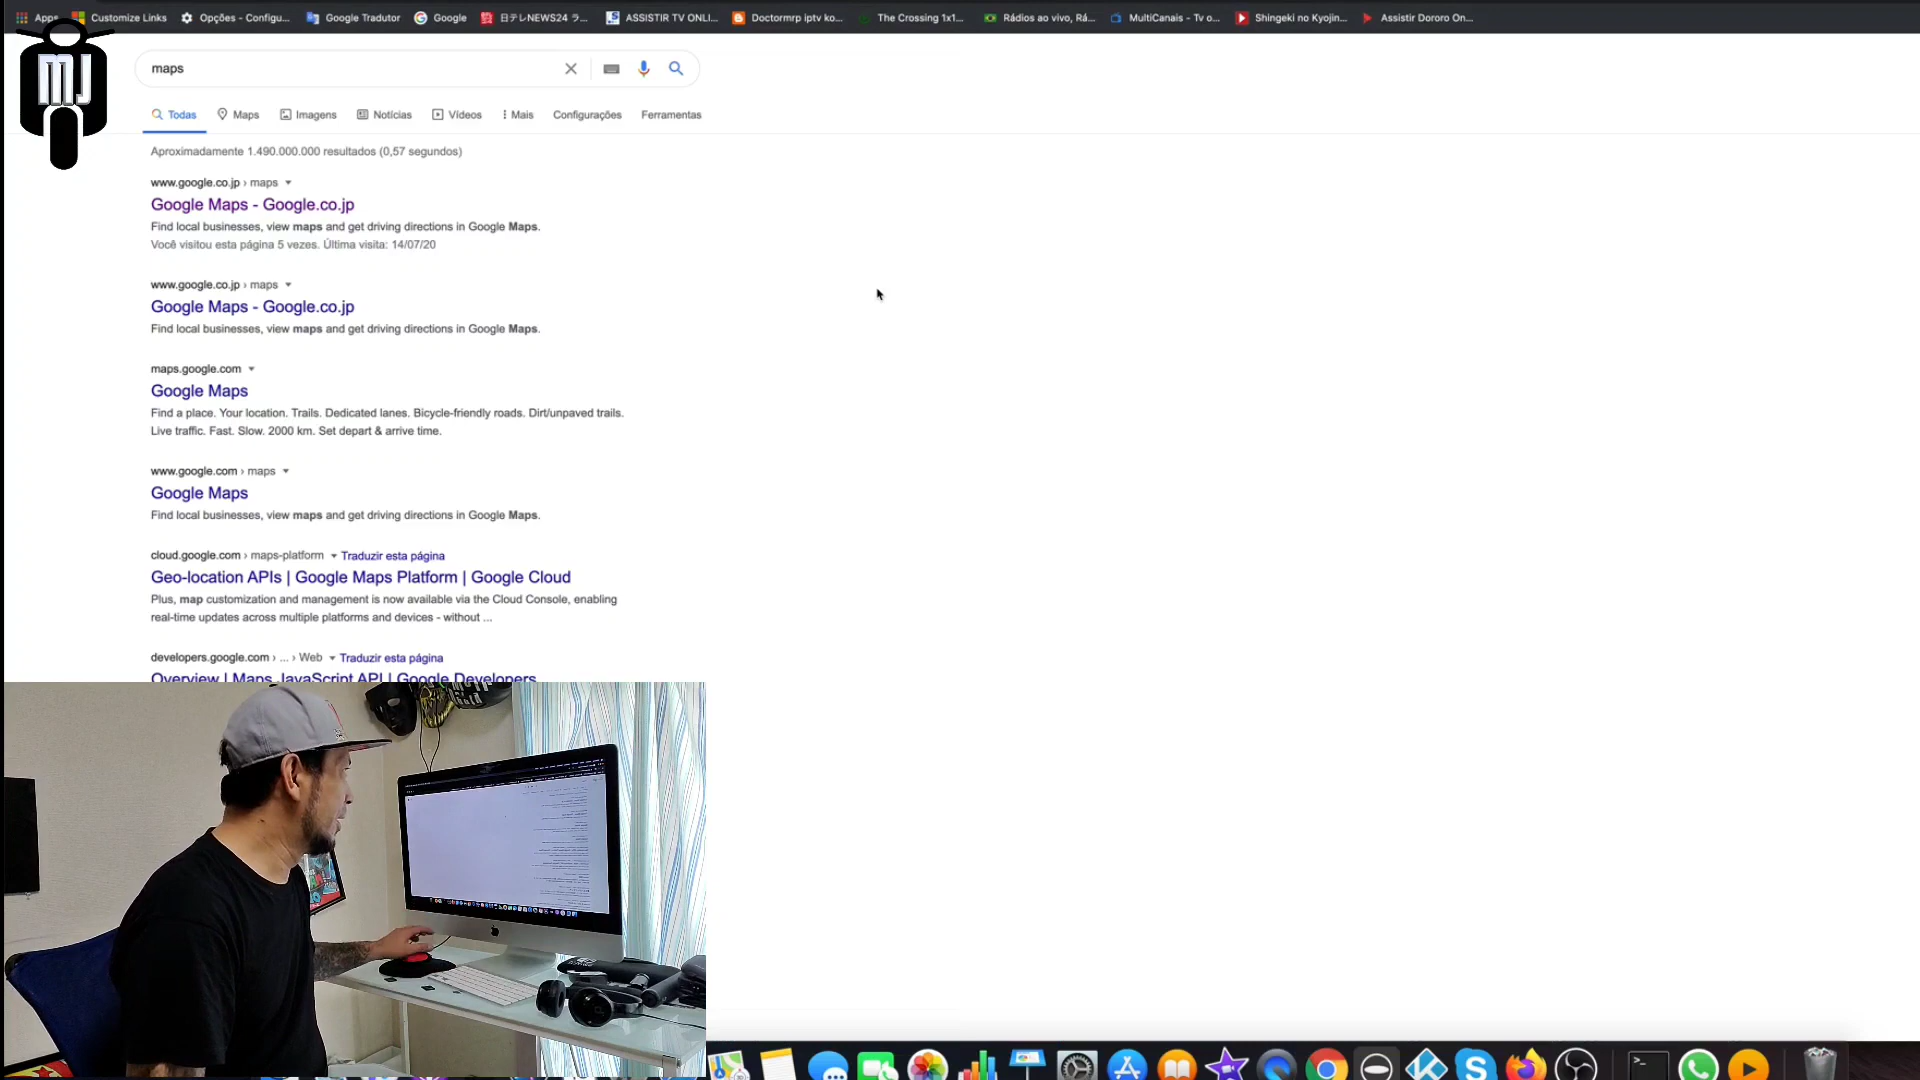 Apps Customize Links Opções - Configu... Google Tradutor Google 日テレNEWS24 ラ... ASSISTIR TV ONLI... Doctormrp iptv ko... The Crossing 1x1... Rádios ao vivo, Rá... MultiCanais - Tv o... Shingeki no Kyojin... Assistir Dororo On...
MJ
maps
Todas Maps Imagens Notícias Vídeos Mais Configurações Ferramentas
Aproximadamente 1.490.000.000 resultados (0,57 segundos)
www.google.co.jp › maps
Google Maps - Google.co.jp
Find local businesses, view maps and get driving directions in Google Maps.
Você visitou esta página 5 vezes. Última visita: 14/07/20
www.google.co.jp › maps
Google Maps - Google.co.jp
Find local businesses, view maps and get driving directions in Google Maps.
maps.google.com
Google Maps
Find a place. Your location. Trails. Dedicated lanes. Bicycle-friendly roads. Dirt/unpaved trails.
Live traffic. Fast. Slow. 2000 km. Set depart & arrive time.
www.google.com › maps
Google Maps
Find local businesses, view maps and get driving directions in Google Maps.
cloud.google.com › maps-platform Traduzir esta página
Geo-location APIs | Google Maps Platform | Google Cloud
Plus, map customization and management is now available via the Cloud Console, enabling
real-time updates across multiple platforms and devices - without ...
developers.google.com › ... › Web Traduzir esta página
Overview | Maps JavaScript API | Google Developers